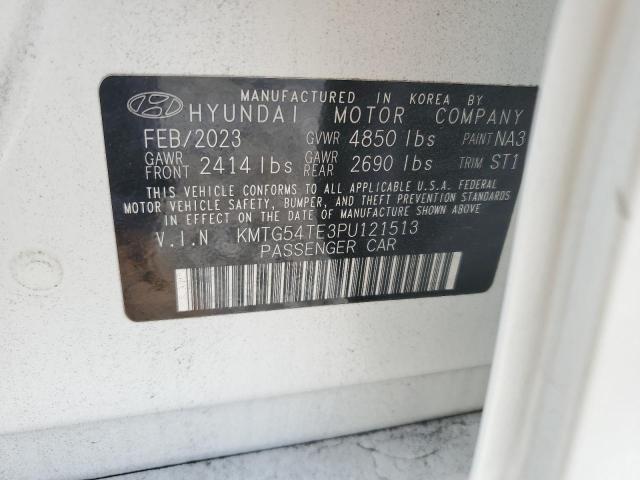 MANUFACTURED IN KOREA BY
HYUNDAI MOTOR COMPANY
FEB/2023 GVWR 4850 lbs PAINT NA3
GAWR FRONT 2414 lbs GAWR REAR 2690 lbs TRIM ST1
THIS VEHICLE CONFORMS TO ALL APPLICABLE U.S.A. FEDERAL
MOTOR VEHICLE SAFETY, BUMPER, AND THEFT PREVENTION STANDARDS
IN EFFECT ON THE DATE OF MANUFACTURE SHOWN ABOVE
V.I.N KMTG54TE3PU121513
PASSENGER CAR